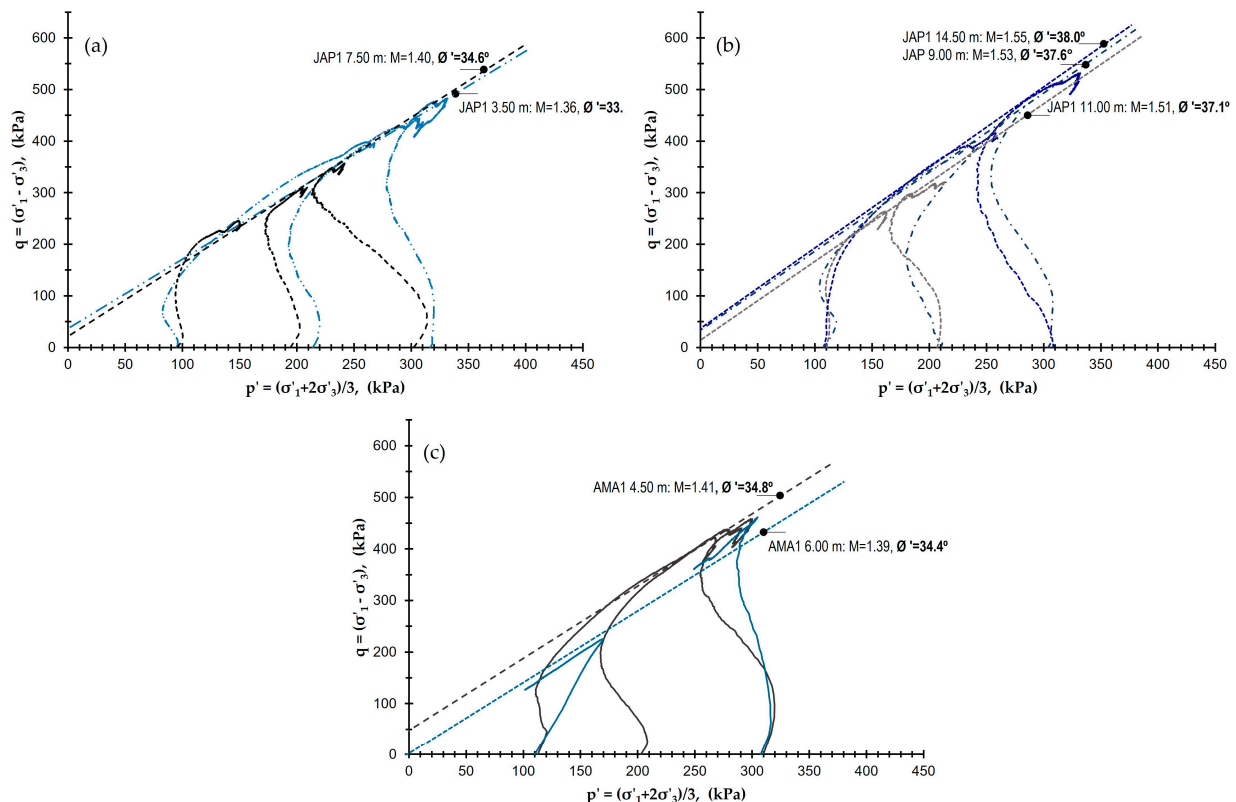 (a)
600
500
400
300
200
100
0
q = (σ'₁ - σ'₃), (kPa)
JAP1 7.50 m: M=1.40, Ø '=34.6º
JAP1 3.50 m: M=1.36, Ø '=33.
0 50 100 150 200 250 300 350 400 450
p' = (σ'₁+2σ'₃)/3, (kPa)
(b)
600
500
400
300
200
100
0
q = (σ'₁ - σ'₃), (kPa)
JAP1 14.50 m: M=1.55, Ø '=38.0º
JAP 9.00 m: M=1.53, Ø '=37.6º
JAP1 11.00 m: M=1.51, Ø '=37.1º
0 50 100 150 200 250 300 350 400 450
p' = (σ'₁+2σ'₃)/3, (kPa)
(c)
600
500
400
300
200
100
0
q = (σ'₁ - σ'₃), (kPa)
AMA1 4.50 m: M=1.41, Ø '=34.8º
AMA1 6.00 m: M=1.39, Ø '=34.4º
0 50 100 150 200 250 300 350 400 450
p' = (σ'₁+2σ'₃)/3, (kPa)